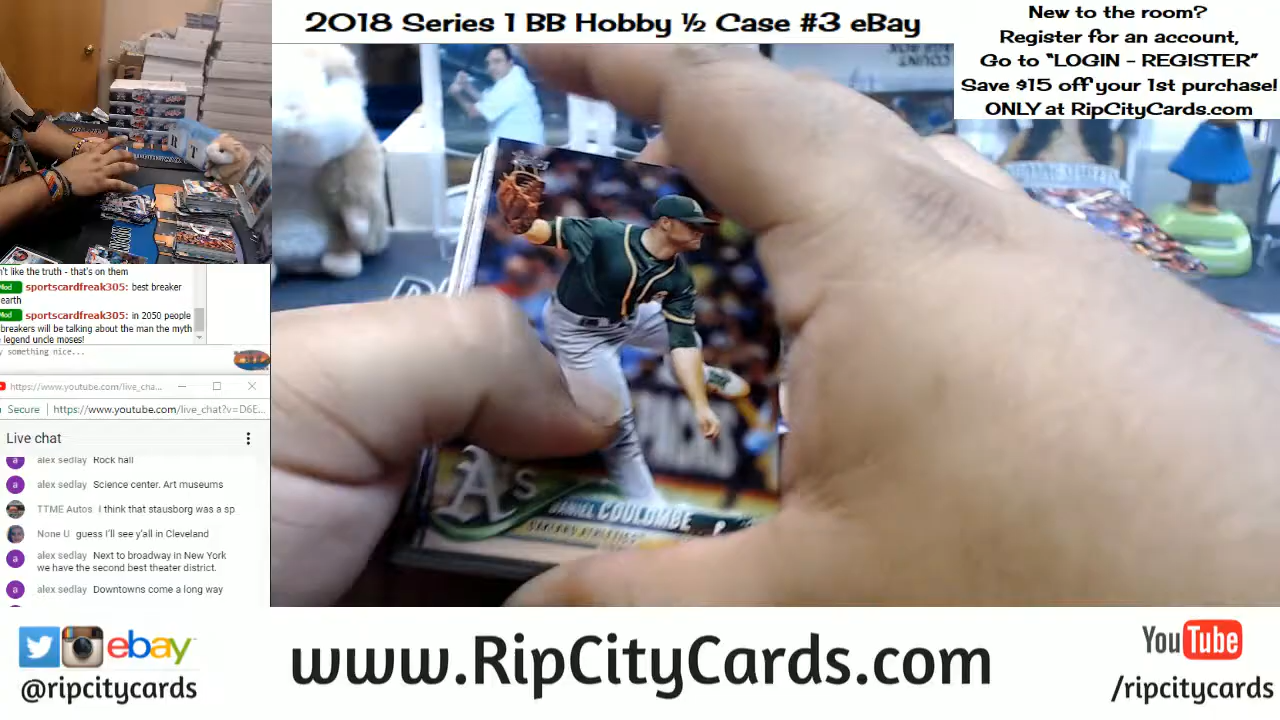 2018 Series 1 BB Hobby ½ Case #3 eBay
New to the room?
Register for an account,
Go to “LOGIN - REGISTER”
Save $15 off your 1st purchase!
ONLY at RipCityCards.com
n't like the truth - that's on them
Mod sportscardfreak305: best breaker
earth
Mod sportscardfreak305: in 2050 people
breakers will be talking about the man the myth
legend uncle moses!
y something nice...
https://www.youtube.com/live_cha...
Secure https://www.youtube.com/live_chat?v=D6E...
Live chat
alex sedlay Rock hall
a alex sedlay Science center. Art museums
TTME Autos I think that stausborg was a sp
None U guess I'll see y'all in Cleveland
a alex sedlay Next to broadway in New York
we have the second best theater district.
a alex sedlay Downtowns come a long way
A's
DANIEL COULOMBE
OAKLAND ATHLETICS
ebay
@ripcitycards
www.RipCityCards.com
YouTube
/ripcitycards